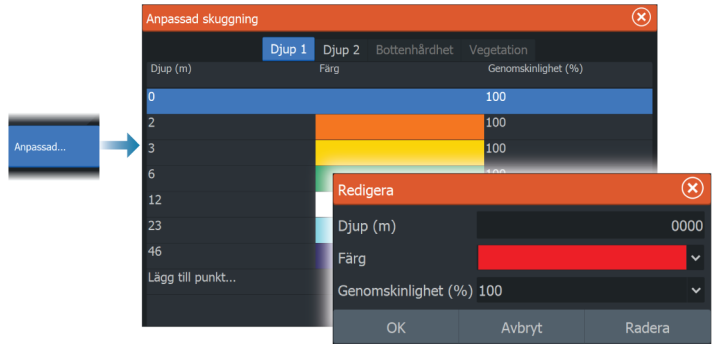 Anpassad skuggning
Djup 1 Djup 2 Bottenhårdhet Vegetation
Djup (m) Färg Genomskinlighet (%)
0 100
2 100
Anpassad...
3 100
6 100
12
23
46
Lägg till punkt...
Redigera
Djup (m) 0000
Färg
Genomskinlighet (%) 100
OK Avbryt Radera